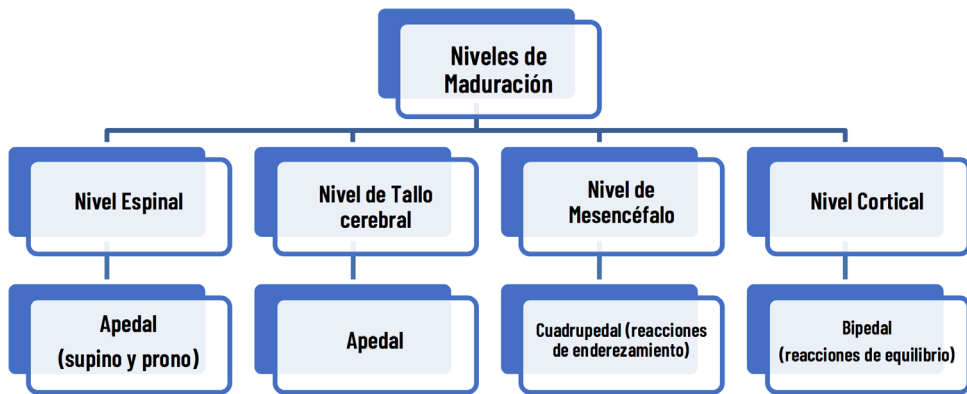 Niveles de
Maduración
Nivel Espinal
Nivel de Tallo
cerebral
Nivel de
Mesencéfalo
Nivel Cortical
Apedal
(supino y prono)
Apedal
Cuadrupedal (reacciones
de enderezamiento)
Bipedal
(reacciones de equilibrio)